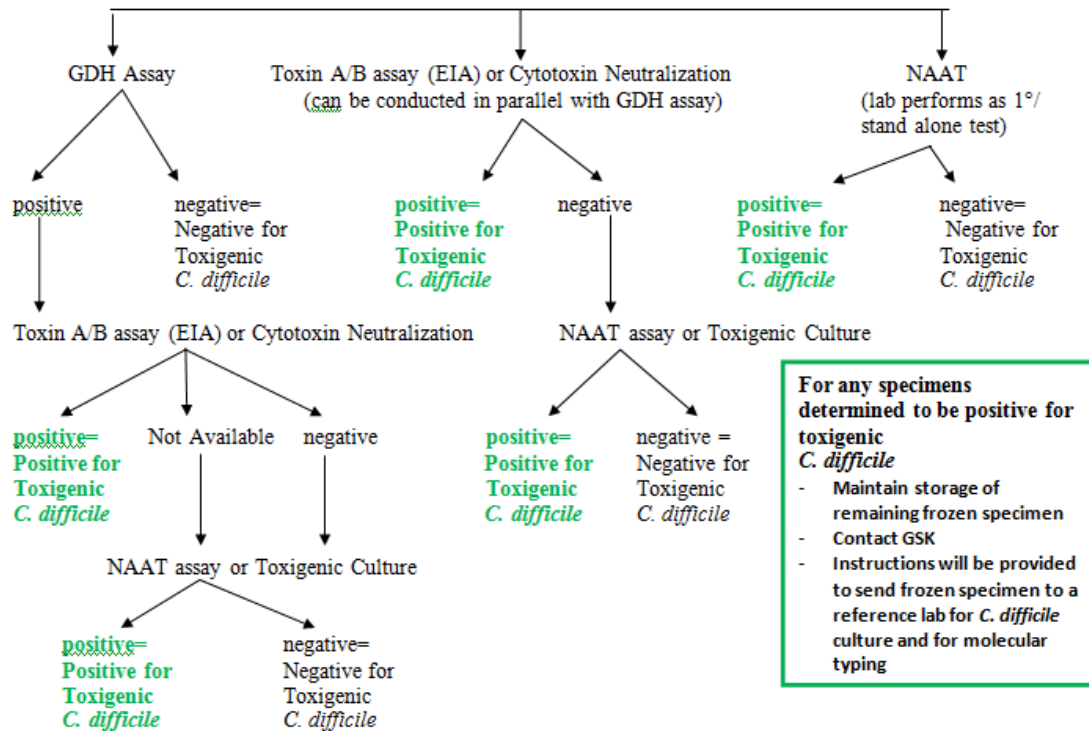 GDH Assay
Toxin A/B assay (EIA) or Cytotoxin Neutralization
(can be conducted in parallel with GDH assay)
NAAT
(lab performs as 1°/
stand alone test)
positive
negative=
Negative for
Toxigenic
C. difficile
positive=
Positive for
Toxigenic
C. difficile
negative
positive=
Positive for
Toxigenic
C. difficile
negative=
Negative for
Toxigenic
C. difficile
Toxin A/B assay (EIA) or Cytotoxin Neutralization
NAAT assay or Toxigenic Culture
positive=
Positive for
Toxigenic
C. difficile
Not Available
negative
positive=
Positive for
Toxigenic
C. difficile
negative =
Negative for
Toxigenic
C. difficile
NAAT assay or Toxigenic Culture
positive=
Positive for
Toxigenic
C. difficile
negative=
Negative for
Toxigenic
C. difficile
For any specimens
determined to be positive for
toxigenic
C. difficile
- Maintain storage of
remaining frozen specimen
- Contact GSK
- Instructions will be provided
to send frozen specimen to a
reference lab for C. difficile
culture and for molecular
typing